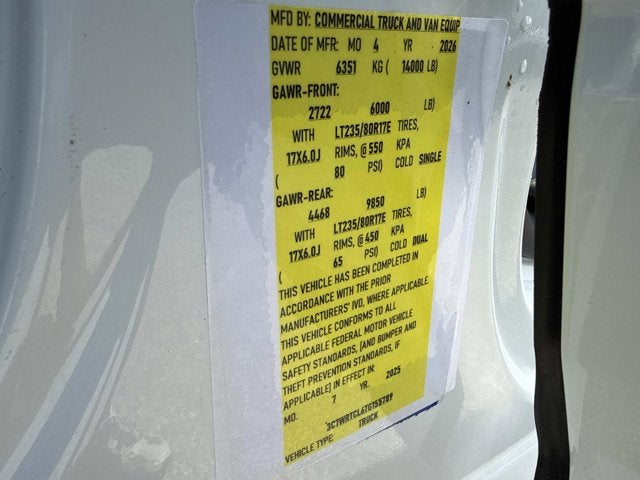 MFD BY: COMMERCIAL TRUCK AND VAN EQUIP
DATE OF MFR: MO 4 YR 2026
GVWR 6351 KG ( 14000 LB)
GAWR-FRONT:
2722 6000 LB)
WITH LT235/80R17E TIRES,
17X6.0J RIMS, @ 550 KPA
( 80 PSI) COLD SINGLE
GAWR-REAR:
4468 9850 LB)
WITH LT235/80R17E TIRES,
17X6.0J RIMS, @ 450 KPA
( 65 PSI) COLD DUAL
THIS VEHICLE HAS BEEN COMPLETED IN
ACCORDANCE WITH THE PRIOR
MANUFACTURERS' IVD, WHERE APPLICABLE.
THIS VEHICLE CONFORMS TO ALL
APPLICABLE FEDERAL MOTOR VEHICLE
SAFETY STANDARDS, [AND BUMPER AND
THEFT PREVENTION STANDARDS, IF
APPLICABLE] IN EFFECT IN:
MO. 7 YR. 2025
3C7WRTCL6TG155789
VEHICLE TYPE: TRUCK